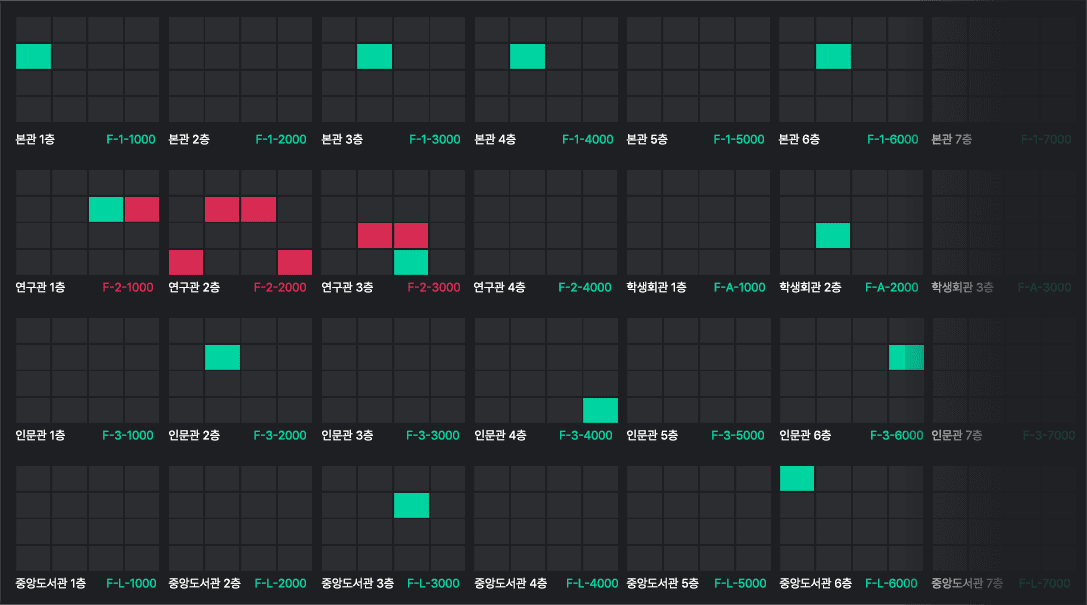 본관 1층 F-1-1000 본관 2층 F-1-2000 본관 3층 F-1-3000 본관 4층 F-1-4000 본관 5층 F-1-5000 본관 6층 F-1-6000 본관 7층 F-1-7000
연구관 1층 F-2-1000 연구관 2층 F-2-2000 연구관 3층 F-2-3000 연구관 4층 F-2-4000 학생회관 1층 F-A-1000 학생회관 2층 F-A-2000 학생회관 3층 F-A-3000
인문관 1층 F-3-1000 인문관 2층 F-3-2000 인문관 3층 F-3-3000 인문관 4층 F-3-4000 인문관 5층 F-3-5000 인문관 6층 F-3-6000 인문관 7층 F-3-7000
중앙도서관 1층 F-L-1000 중앙도서관 2층 F-L-2000 중앙도서관 3층 F-L-3000 중앙도서관 4층 F-L-4000 중앙도서관 5층 F-L-5000 중앙도서관 6층 F-L-6000 중앙도서관 7층 F-L-7000